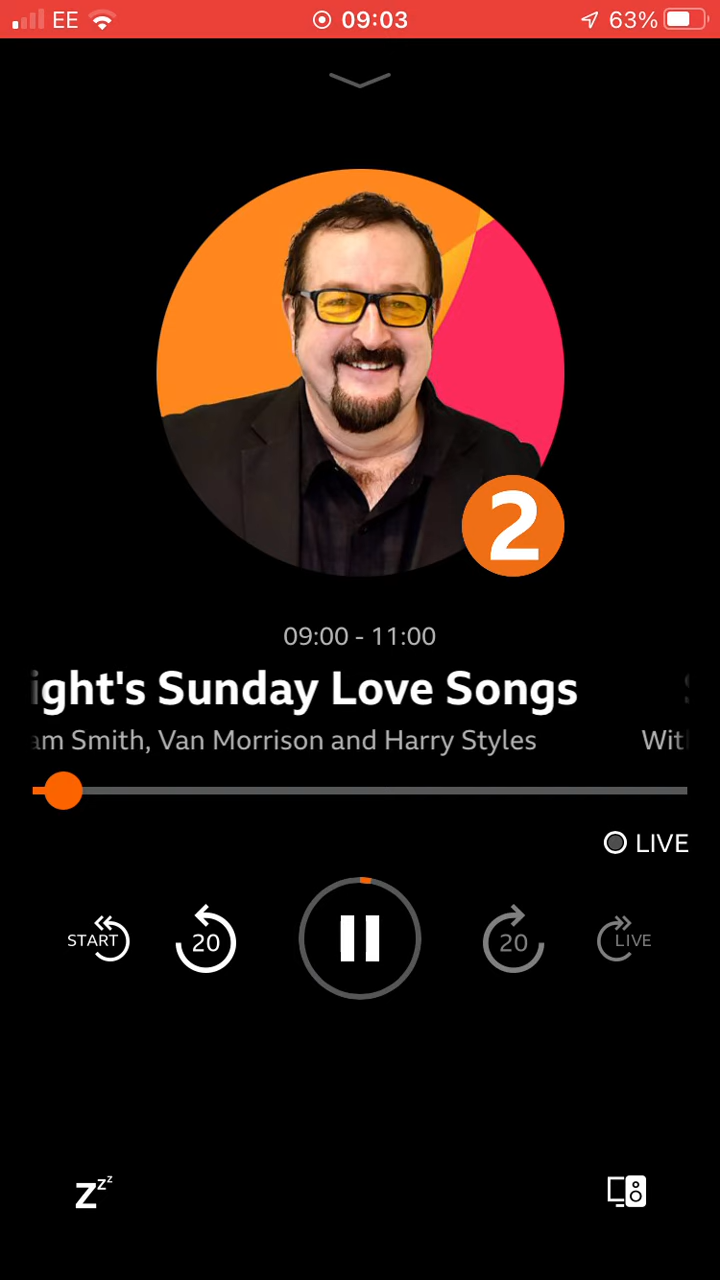 EE 09:03 63%
2
09:00 - 11:00
ight's Sunday Love Songs S
am Smith, Van Morrison and Harry Styles With
LIVE
START 20 20 LIVE
Zzz